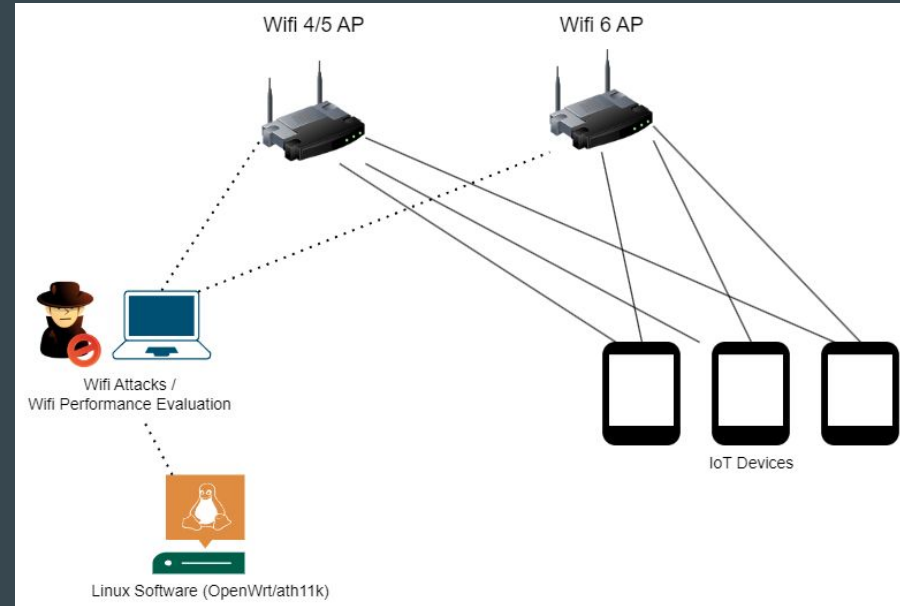 Wifi 4/5 AP
Wifi 6 AP
Wifi Attacks /
Wifi Performance Evaluation
IoT Devices
Linux Software (OpenWrt/ath11k)